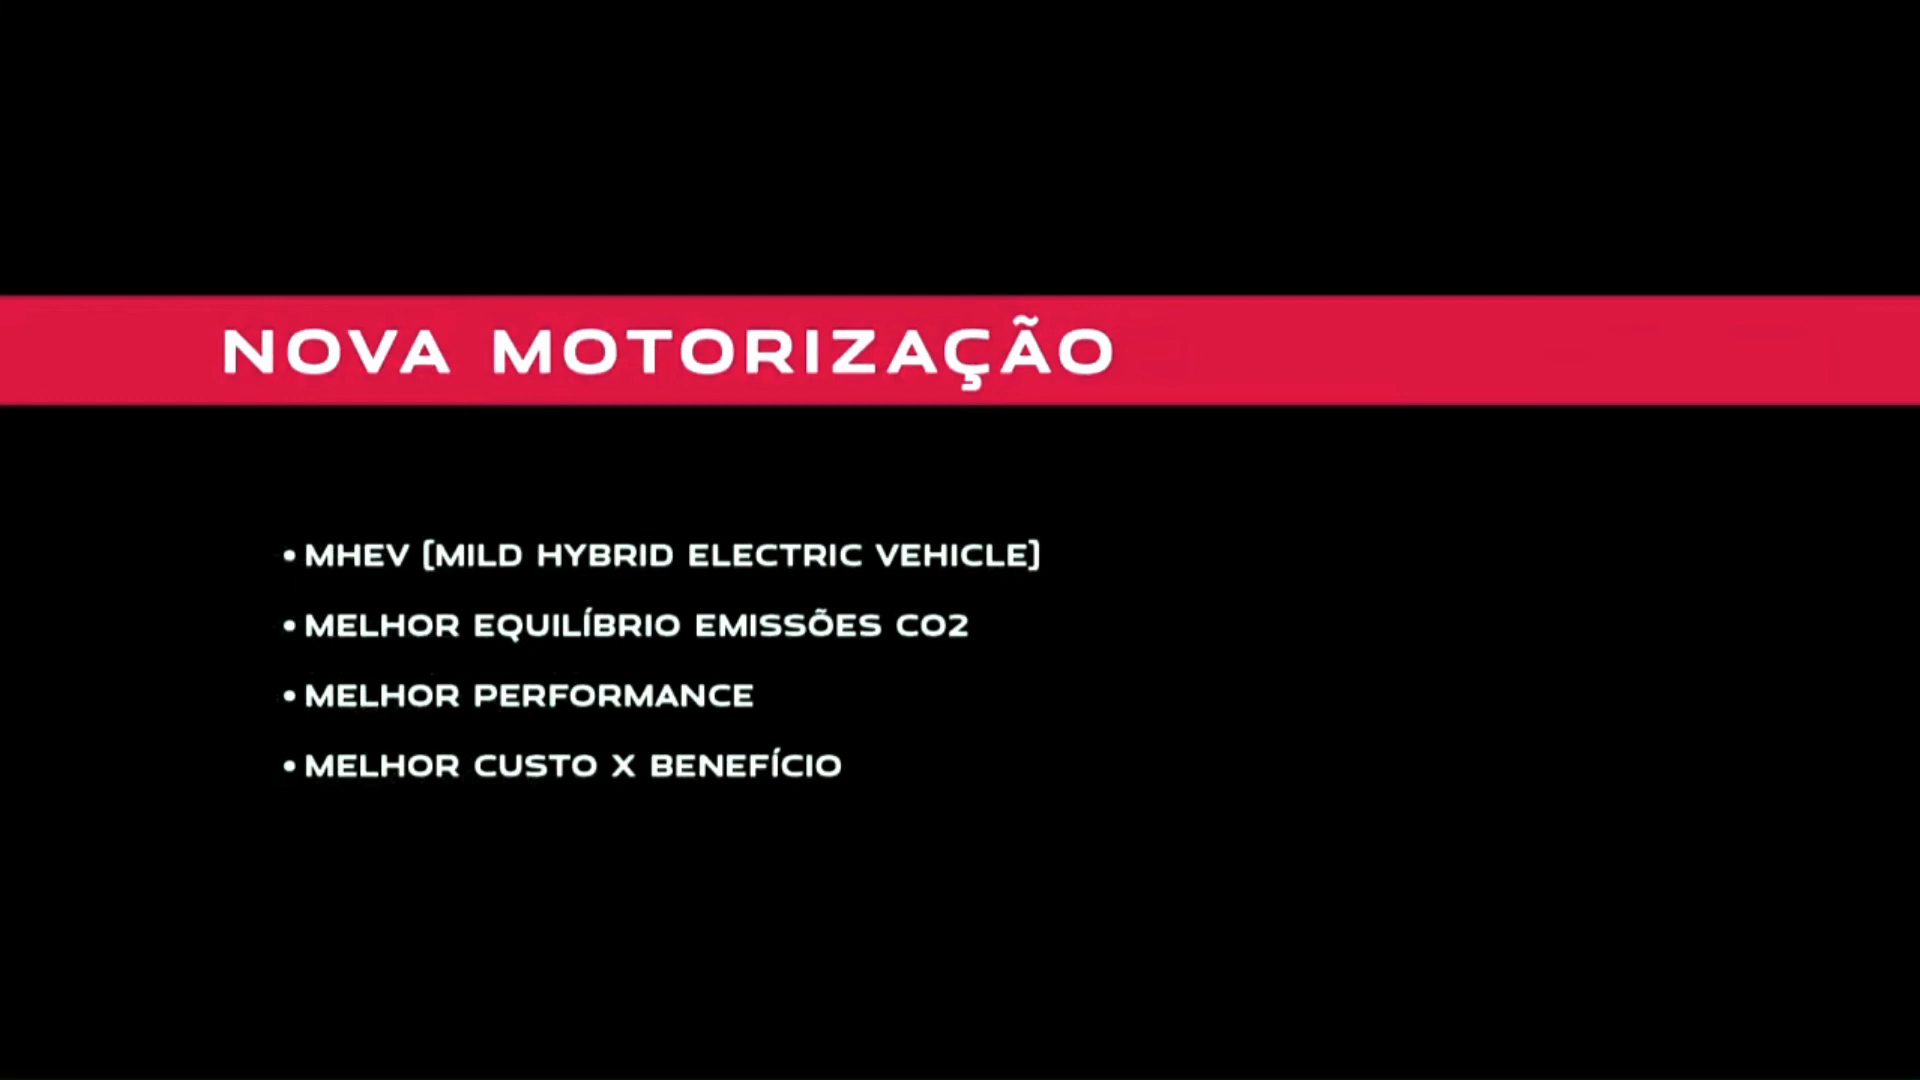 NOVA MOTORIZAÇÃO
• MHEV (MILD HYBRID ELECTRIC VEHICLE)
• MELHOR EQUILÍBRIO EMISSÕES CO2
• MELHOR PERFORMANCE
• MELHOR CUSTO X BENEFÍCIO